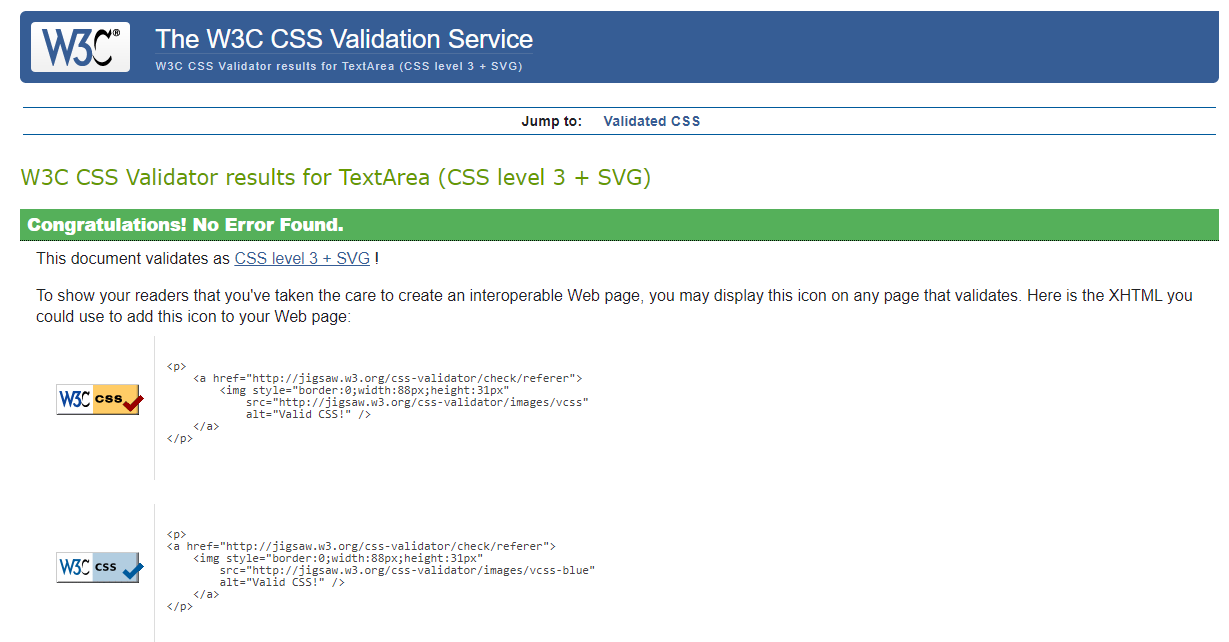 W3C® The W3C CSS Validation Service
W3C CSS Validator results for TextArea (CSS level 3 + SVG)
Jump to: Validated CSS
W3C CSS Validator results for TextArea (CSS level 3 + SVG)
Congratulations! No Error Found.
This document validates as CSS level 3 + SVG !
To show your readers that you've taken the care to create an interoperable Web page, you may display this icon on any page that validates. Here is the XHTML you
could use to add this icon to your Web page:
W3C css
<p>
<a href="http://jigsaw.w3.org/css-validator/check/referer">
<img style="border:0;width:88px;height:31px"
src="http://jigsaw.w3.org/css-validator/images/vcss"
alt="Valid CSS!" />
</a>
</p>
W3C css
<p>
<a href="http://jigsaw.w3.org/css-validator/check/referer">
<img style="border:0;width:88px;height:31px"
src="http://jigsaw.w3.org/css-validator/images/vcss-blue"
alt="Valid CSS!" />
</a>
</p>